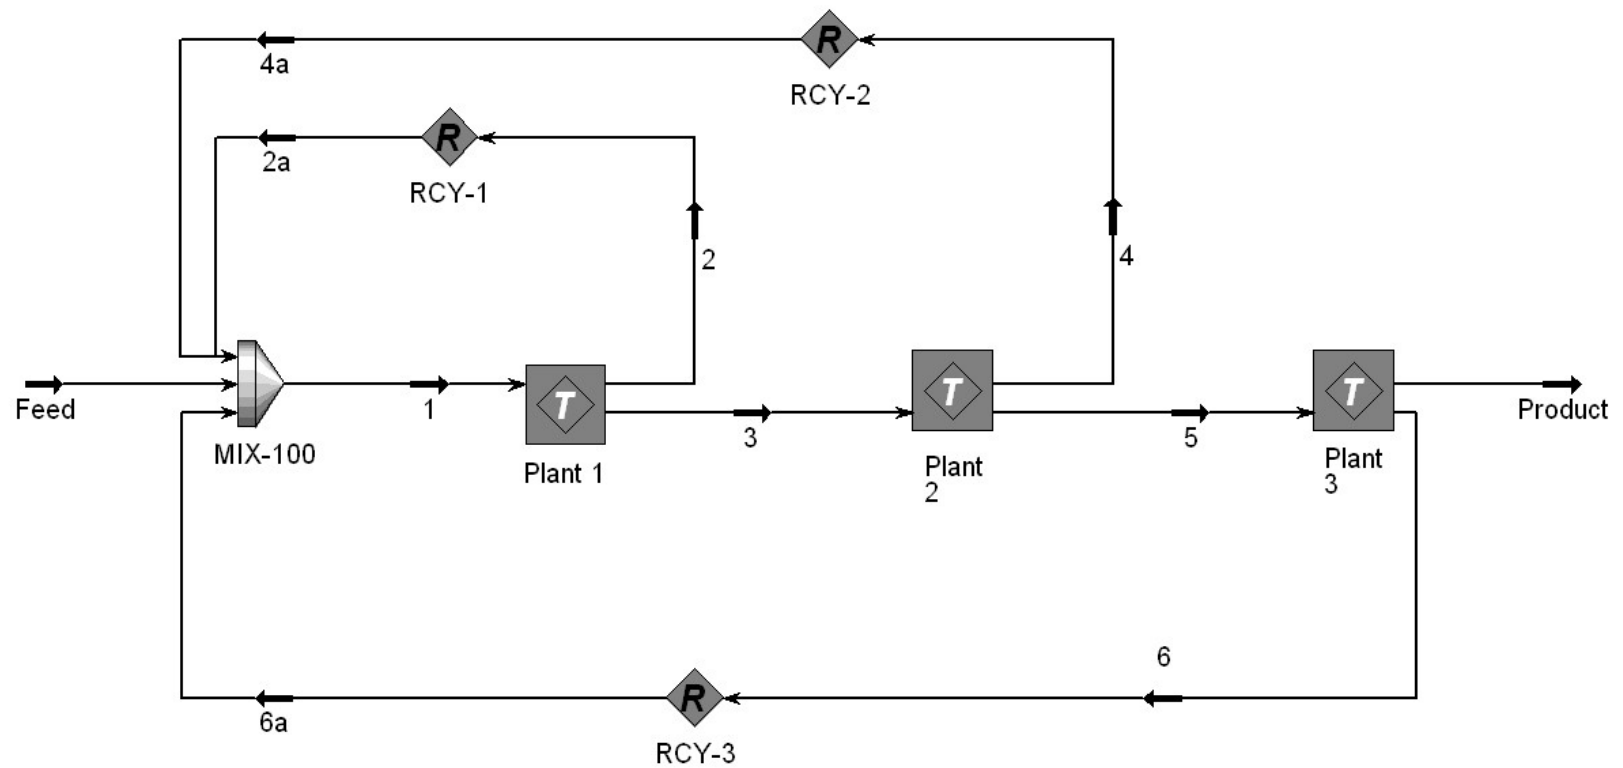 R
4a
RCY-2
R
2a
RCY-1
2
4
Feed
MIX-100
1
T
Plant 1
3
T
Plant
2
5
T
Plant
3
Product
6
R
6a
RCY-3